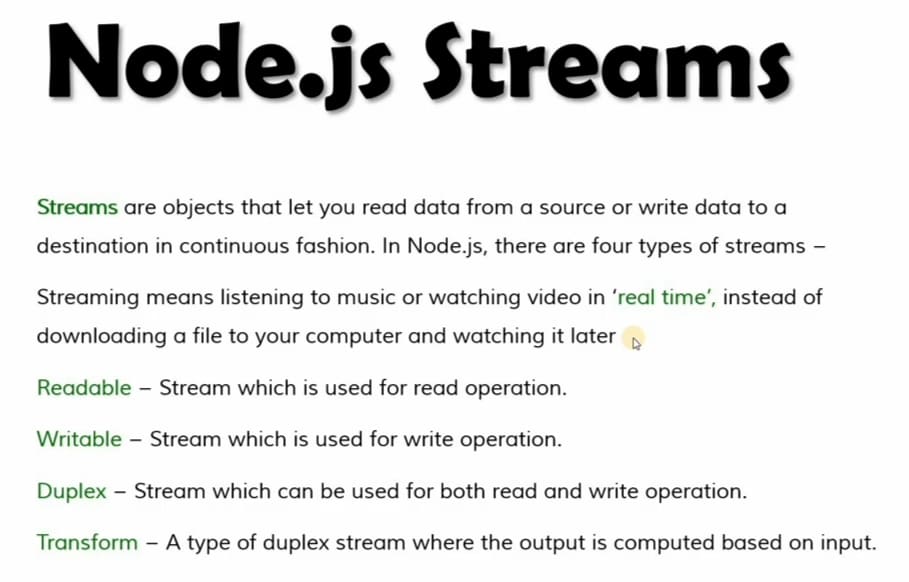 Node.js Streams
Streams are objects that let you read data from a source or write data to a
destination in continuous fashion. In Node.js, there are four types of streams –
Streaming means listening to music or watching video in ‘real time’, instead of
downloading a file to your computer and watching it later
Readable – Stream which is used for read operation.
Writable – Stream which is used for write operation.
Duplex – Stream which can be used for both read and write operation.
Transform – A type of duplex stream where the output is computed based on input.